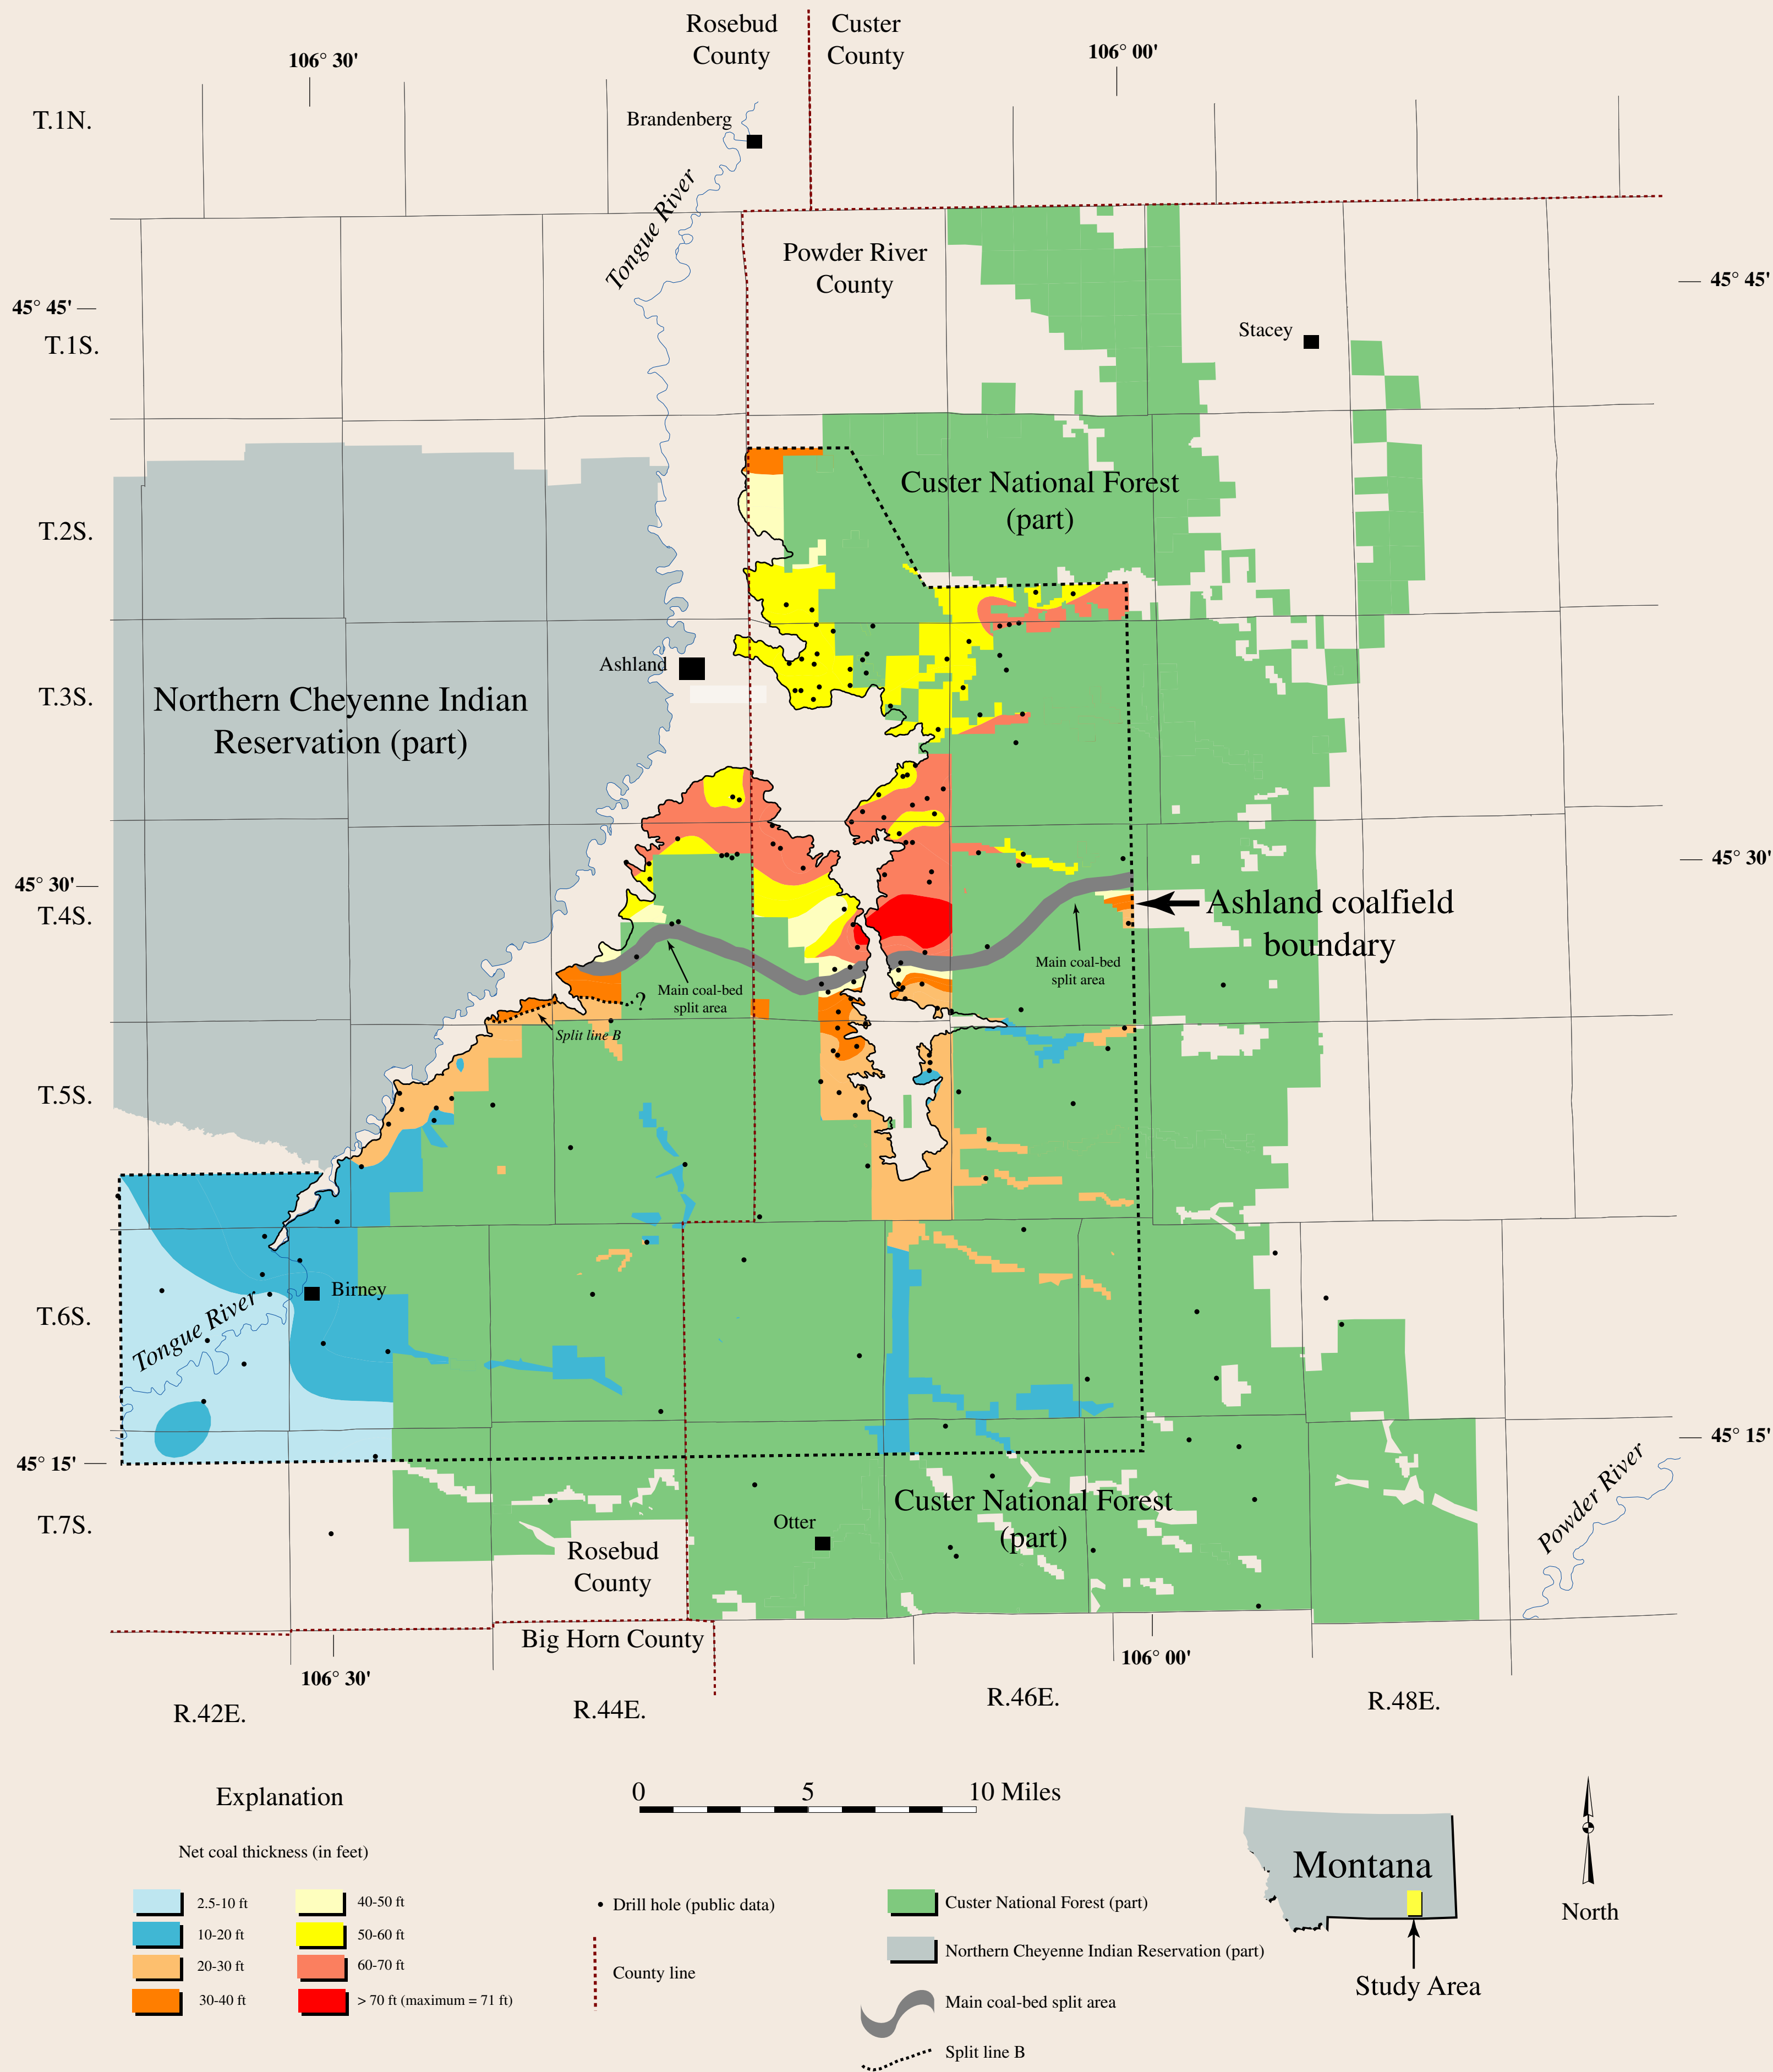 Rosebud
County
Custer
County
106° 30'
106° 00'
T.1N.
Brandenberg
Tongue River
Powder River
County
45° 45'
45° 45'
T.1S.
Stacey
Custer National Forest
(part)
T.2S.
Ashland
Northern Cheyenne Indian
Reservation (part)
T.3S.
45° 30'
45° 30'
T.4S.
Ashland coalfield
boundary
Main coal-bed
split area
Main coal-bed
split area
?
Split line B
T.5S.
Birney
Tongue River
T.6S.
45° 15'
45° 15'
Custer National Forest
(part)
Otter
T.7S.
Powder River
Rosebud
County
Big Horn County
106° 30'
106° 00'
R.42E.
R.44E.
R.46E.
R.48E.
Explanation
Net coal thickness (in feet)
2.5-10 ft
10-20 ft
20-30 ft
30-40 ft
40-50 ft
50-60 ft
60-70 ft
> 70 ft (maximum = 71 ft)
0 5 10 Miles
Drill hole (public data)
County line
Custer National Forest (part)
Northern Cheyenne Indian Reservation (part)
Main coal-bed split area
Split line B
Montana
Study Area
North